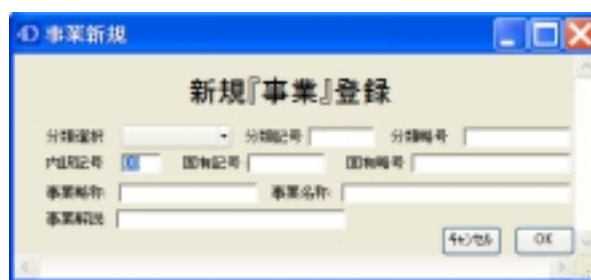 4D 事業新規
新規『事業』登録
分類選択 分類記号 分類略号
内訳記号 00 固有記号 固有略号
事業略称 事業名称
事業解説
キャンセル OK